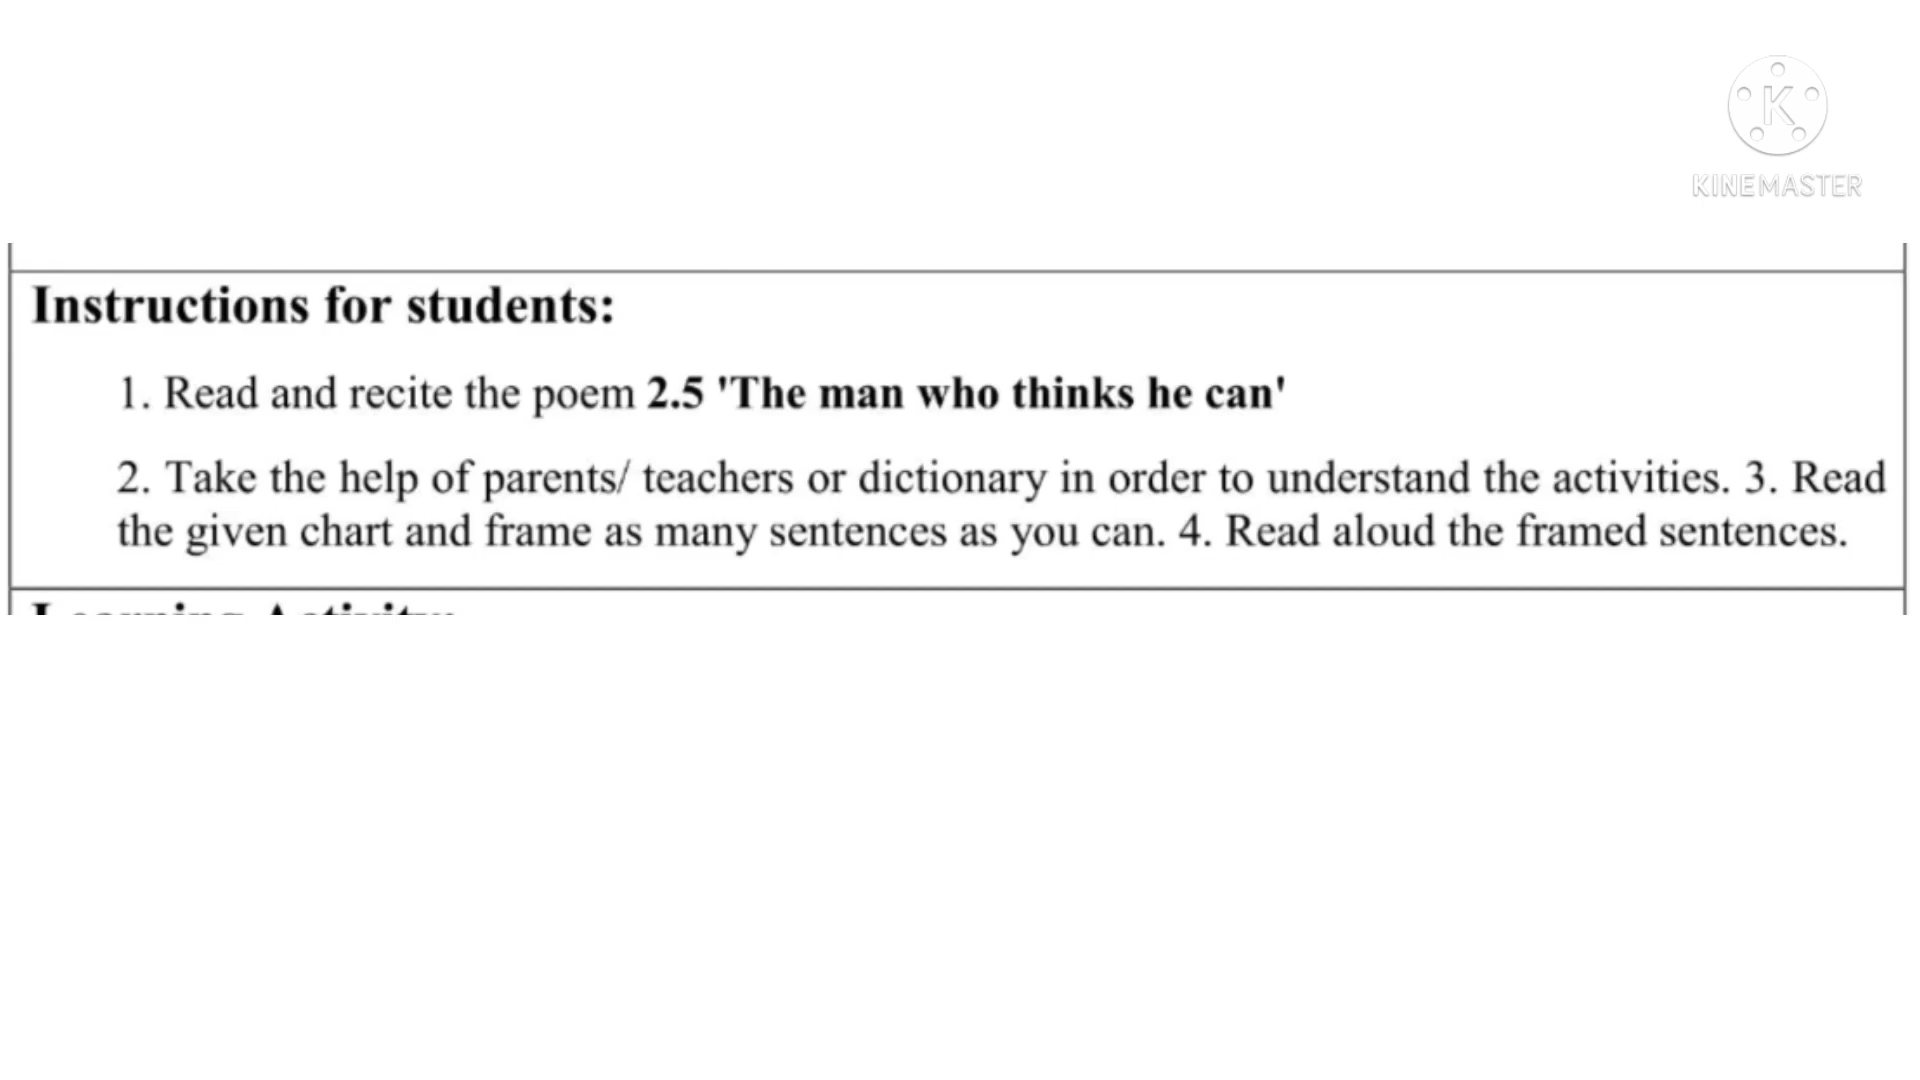 K
KINEMASTER
Instructions for students:
1. Read and recite the poem 2.5 'The man who thinks he can'
2. Take the help of parents/ teachers or dictionary in order to understand the activities. 3. Read
the given chart and frame as many sentences as you can. 4. Read aloud the framed sentences.
Learning Activity: